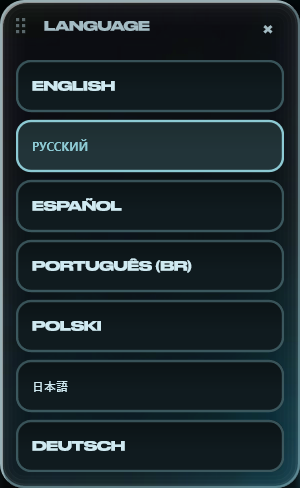 LANGUAGE
ENGLISH
РУССКИЙ
ESPAÑOL
PORTUGUÊS (BR)
POLSKI
日本語
DEUTSCH